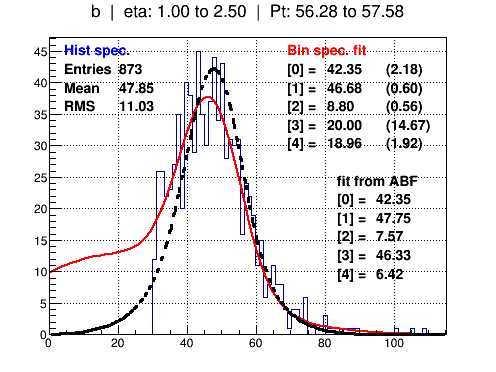 b | eta: 1.00 to 2.50 | Pt: 56.28 to 57.58
Hist spec.
Entries 873
Mean 47.85
RMS 11.03
Bin spec. fit
[0] = 42.35 (2.18)
[1] = 46.68 (0.60)
[2] = 8.80 (0.56)
[3] = 20.00 (14.67)
[4] = 18.96 (1.92)
fit from ABF
[0] = 42.35
[1] = 47.75
[2] = 7.57
[3] = 46.33
[4] = 6.42
45
40
35
30
25
20
15
10
5
0
0 20 40 60 80 100